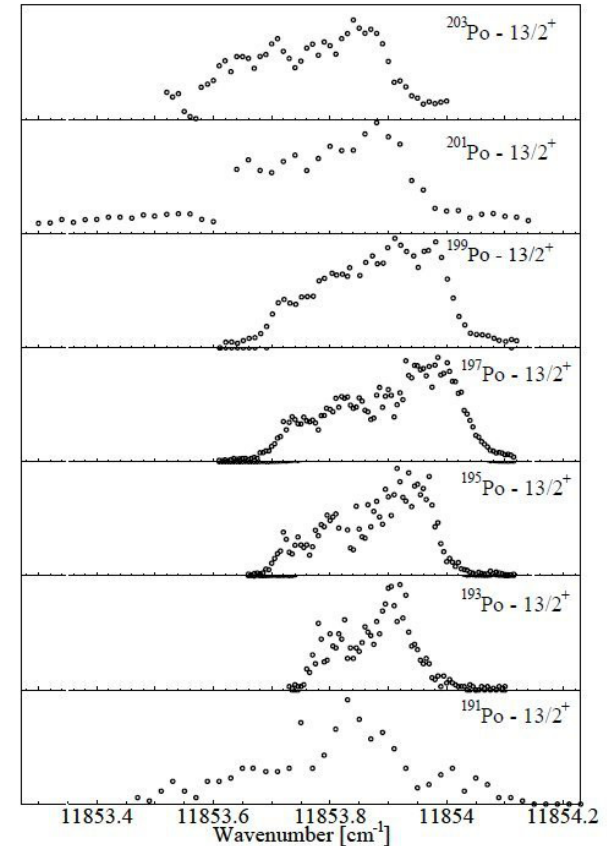 ²⁰³Po - 13/2⁺
²⁰¹Po - 13/2⁺
¹⁹⁹Po - 13/2⁺
¹⁹⁷Po - 13/2⁺
¹⁹⁵Po - 13/2⁺
¹⁹³Po - 13/2⁺
¹⁹¹Po - 13/2⁺
11853.4 11853.6 11853.8 11854 11854.2
Wavenumber [cm⁻¹]